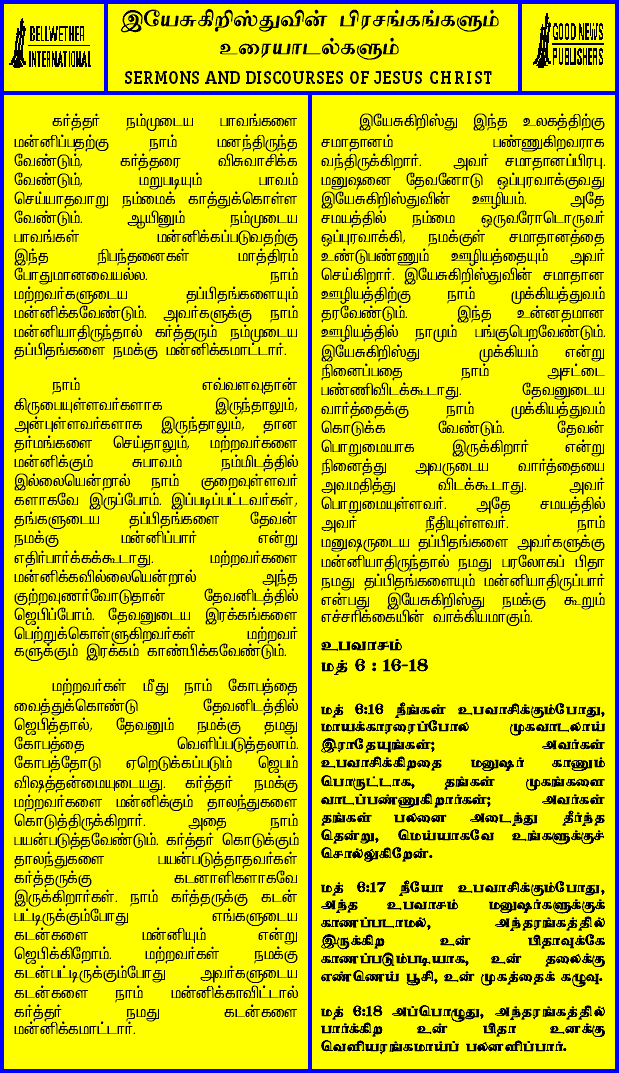 BELLWETHER
INTERNATIONAL
இயேசுகிறிஸ்துவின் பிரசங்கங்களும்
உரையாடல்களும்
SERMONS AND DISCOURSES OF JESUS CHRIST
GOOD NEWS
PUBLISHERS
கர்த்தர் நம்முடைய பாவங்களை
மன்னிப்பதற்கு நாம் மனந்திருந்த
வேண்டும், கர்த்தரை விசுவாசிக்க
வேண்டும், மறுபடியும் பாவம்
செய்யாதவாறு நம்மைக் காத்துக்கொள்ள
வேண்டும். ஆயினும் நம்முடைய
பாவங்கள் மன்னிக்கப்படுவதற்கு
இந்த நிபந்தனைகள் மாத்திரம்
போதுமானவையல்ல. நாம்
மற்றவர்களுடைய தப்பிதங்களையும்
மன்னிக்கவேண்டும். அவர்களுக்கு நாம்
மன்னியாதிருந்தால் கர்த்தரும் நம்முடைய
தப்பிதங்களை நமக்கு மன்னிக்கமாட்டார்.
நாம் எவ்வளவுதான்
கிருபையுள்ளவர்களாக இருந்தாலும்,
அன்புள்ளவர்களாக இருந்தாலும், தான
தர்மங்களை செய்தாலும், மற்றவர்களை
மன்னிக்கும் சுபாவம் நம்மிடத்தில்
இல்லையென்றால் நாம் குறைவுள்ளவர்
களாகவே இருப்போம். இப்படிப்பட்டவர்கள்,
தங்களுடைய தப்பிதங்களை தேவன்
நமக்கு மன்னிப்பார் என்று
எதிர்பார்க்கக்கூடாது. மற்றவர்களை
மன்னிக்கவில்லையென்றால் அந்த
குற்றவுணர்வோடுதான் தேவனிடத்தில்
ஜெபிப்போம். தேவனுடைய இரக்கங்களை
பெற்றுக்கொள்ளுகிறவர்கள் மற்றவர்
களுக்கும் இரக்கம் காண்பிக்கவேண்டும்.
மற்றவர்கள் மீது நாம் கோபத்தை
வைத்துக்கொண்டு தேவனிடத்தில்
ஜெபித்தால், தேவனும் நமக்கு தமது
கோபத்தை வெளிப்படுத்தலாம்.
கோபத்தோடு ஏறெடுக்கப்படும் ஜெபம்
விஷத்தன்மையுடையது. கர்த்தர் நமக்கு
மற்றவர்களை மன்னிக்கும் தாலந்துகளை
கொடுத்திருக்கிறார். அதை நாம்
பயன்படுத்தவேண்டும். கர்த்தர் கொடுக்கும்
தாலந்துகளை பயன்படுத்தாதவர்கள்
கர்த்தருக்கு கடனாளிகளாகவே
இருக்கிறார்கள். நாம் கர்த்தருக்கு கடன்
பட்டிருக்கும்போது எங்களுடைய
கடன்களை மன்னியும் என்று
ஜெபிக்கிறோம். மற்றவர்கள் நமக்கு
கடன்பட்டிருக்கும்போது அவர்களுடைய
கடன்களை நாம் மன்னிக்காவிட்டால்
கர்த்தர் நமது கடன்களை
மன்னிக்கமாட்டார்.
இயேசுகிறிஸ்து இந்த உலகத்திற்கு
சமாதானம் பண்ணுகிறவராக
வந்திருக்கிறார். அவர் சமாதானப்பிரபு.
மனுஷனை தேவனோடு ஒப்புரவாக்குவது
இயேசுகிறிஸ்துவின் ஊழியம். அதே
சமயத்தில் நம்மை ஒருவரோடொருவர்
ஒப்புரவாக்கி, நமக்குள் சமாதானத்தை
உண்டுபண்ணும் ஊழியத்தையும் அவர்
செய்கிறார். இயேசுகிறிஸ்துவின் சமாதான
ஊழியத்திற்கு நாம் முக்கியத்துவம்
தரவேண்டும். இந்த உன்னதமான
ஊழியத்தில் நாமும் பங்குபெறவேண்டும்.
இயேசுகிறிஸ்து முக்கியம் என்று
நினைப்பதை நாம் அசட்டை
பண்ணிவிடக்கூடாது. தேவனுடைய
வார்த்தைக்கு நாம் முக்கியத்துவம்
கொடுக்க வேண்டும். தேவன்
பொறுமையாக இருக்கிறார் என்று
நினைத்து அவருடைய வார்த்தையை
அவமதித்து விடக்கூடாது. அவர்
பொறுமையுள்ளவர். அதே சமயத்தில்
அவர் நீதியுள்ளவர். நாம்
மனுஷருடைய தப்பிதங்களை அவர்களுக்கு
மன்னியாதிருந்தால் நமது பரலோகப் பிதா
நமது தப்பிதங்களையும் மன்னியாதிருப்பார்
என்பது இயேசுகிறிஸ்து நமக்கு கூறும்
எச்சரிக்கையின் வாக்கியமாகும்.
உபவாசம்
மத் 6 : 16-18
மத் 6:16 நீங்கள் உபவாசிக்கும்போது,
மாயக்காரரைப்போல முகவாடலாய்
இராதேயுங்கள்; அவர்கள்
உபவாசிக்கிறதை மனுஷர் காணும்
பொருட்டாக, தங்கள் முகங்களை
வாடப்பண்ணுகிறார்கள்; அவர்கள்
தங்கள் பலனை அடைந்து தீர்ந்த
தென்று, மெய்யாகவே உங்களுக்குச்
சொல்லுகிறேன்.
மத் 6:17 நீயோ உபவாசிக்கும்போது,
அந்த உபவாசம் மனுஷர்களுக்குக்
காணப்படாமல், அந்தரங்கத்தில்
இருக்கிற உன் பிதாவுக்கே
காணப்படும்படியாக, உன் தலைக்கு
எண்ணெய் பூசி, உன் முகத்தைக் கழுவு.
மத் 6:18 அப்பொழுது, அந்தரங்கத்தில்
பார்க்கிற உன் பிதா உனக்கு
வெளியரங்கமாய்ப் பலனளிப்பார்.